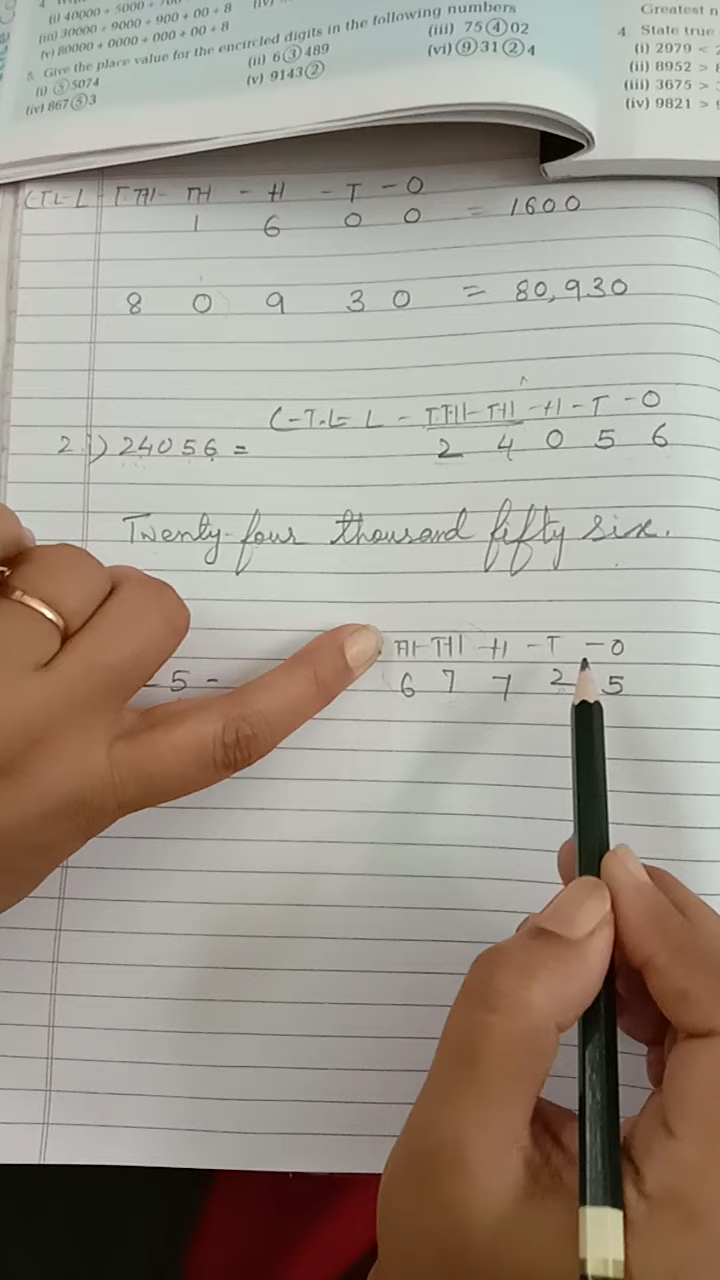 (i) 40000 + 5000 +
(iii) 30000 + 9000 + 900 + 00 + 8
(v) 80000 + 0000 + 000 + 00 + 8
5. Give the place value for the encircled digits in the following numbers
(i) ⑤5074 (ii) 6③489 (iii) 75④02
(iv) 867⑤3 (v) 9143② (vi) ⑨31②4
Greatest n
4. State true
(i) 2979 <
(ii) 8952 >
(iii) 3675 >
(iv) 9821 >
C-TL-L T.TH- TH - H - T - O
1 6 0 0 = 1600
8 0 9 3 0 = 80,930
C-T.L- L - T.TH- TH - H - T - O
2 i) 24056 = 2 4 0 5 6
Twenty-four thousand fifty six.
TH H - T - O
5 - 6 7 7 2 5